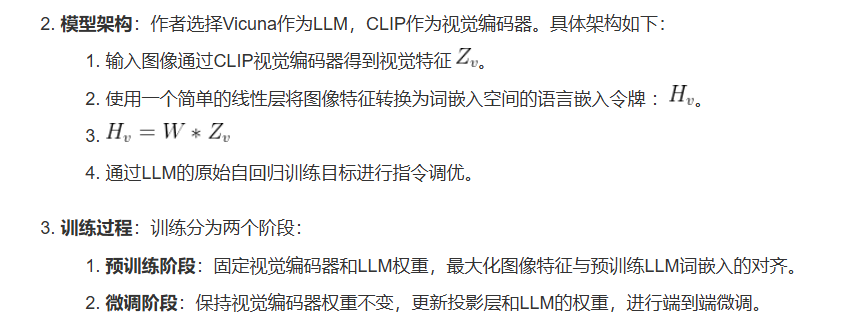 2. 模型架构：作者选择Vicuna作为LLM，CLIP作为视觉编码器。具体架构如下：
1. 输入图像通过CLIP视觉编码器得到视觉特征 Z_v。
2. 使用一个简单的线性层将图像特征转换为词嵌入空间的语言嵌入令牌： H_v。
3. H_v = W * Z_v
4. 通过LLM的原始自回归训练目标进行指令调优。
3. 训练过程：训练分为两个阶段：
1. 预训练阶段：固定视觉编码器和LLM权重，最大化图像特征与预训练LLM词嵌入的对齐。
2. 微调阶段：保持视觉编码器权重不变，更新投影层和LLM的权重，进行端到端微调。